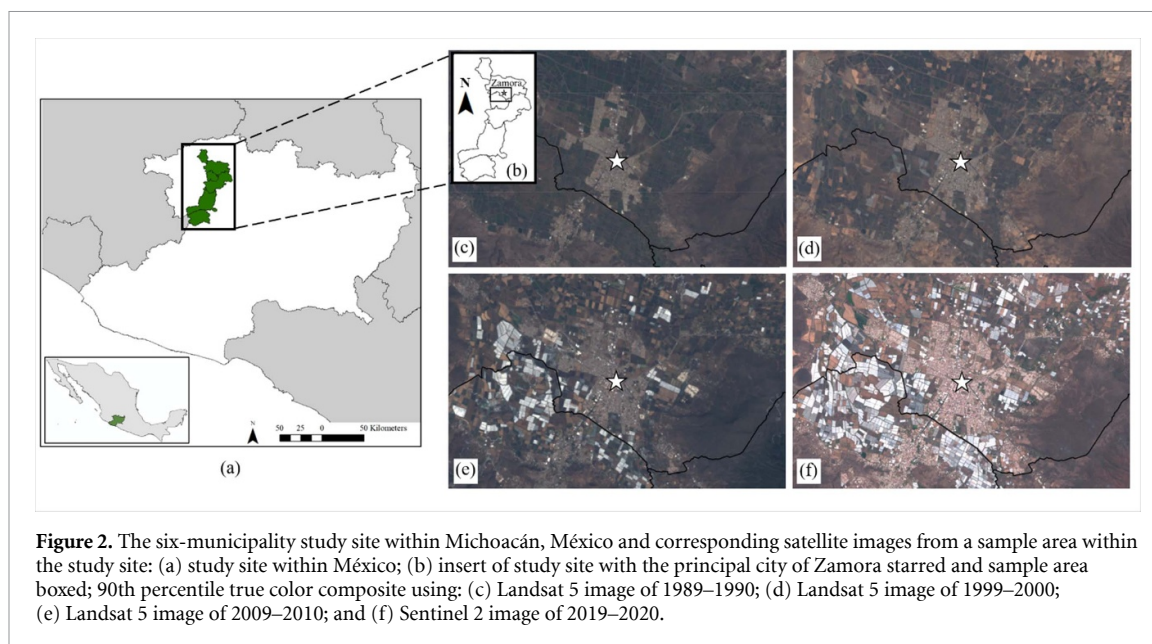 N
Zamora
(b)
(c)
(d)
50 25 0 50 Kilometers
N
(a)
(e)
(f)
Figure 2. The six-municipality study site within Michoacán, México and corresponding satellite images from a sample area within
the study site: (a) study site within México; (b) insert of study site with the principal city of Zamora starred and sample area
boxed; 90th percentile true color composite using: (c) Landsat 5 image of 1989–1990; (d) Landsat 5 image of 1999–2000;
(e) Landsat 5 image of 2009–2010; and (f) Sentinel 2 image of 2019–2020.